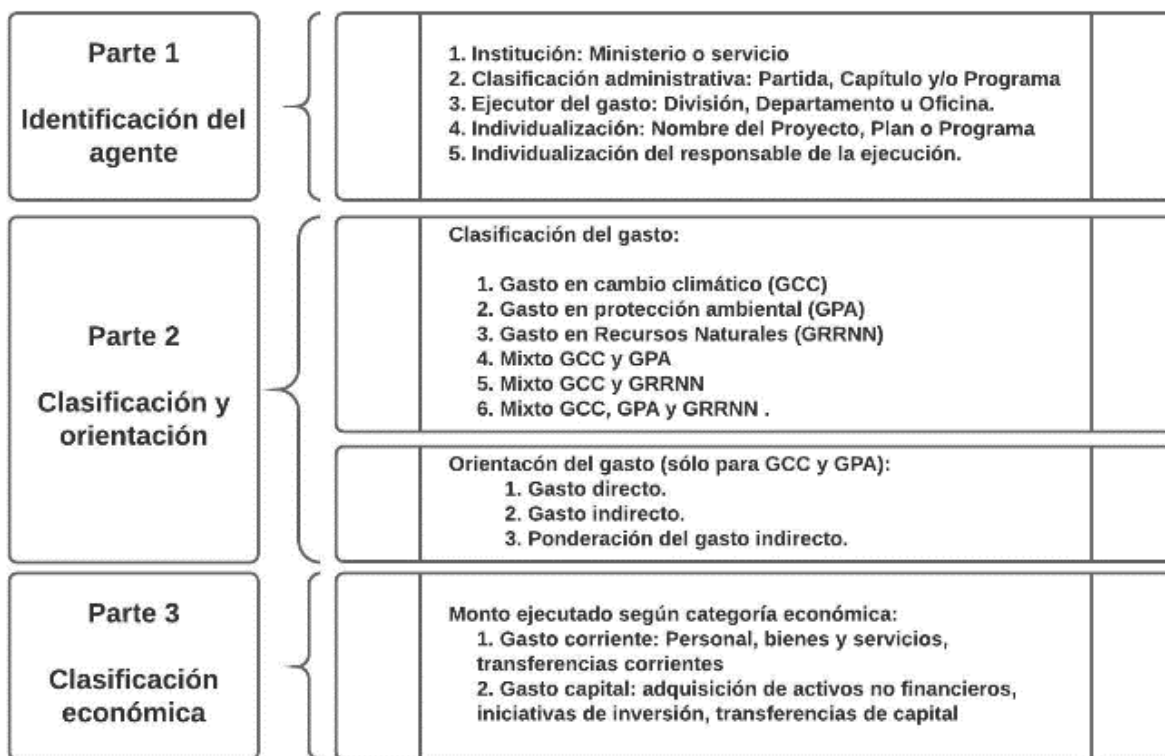 Parte 1
Identificación del
agente
1. Institución: Ministerio o servicio
2. Clasificación administrativa: Partida, Capítulo y/o Programa
3. Ejecutor del gasto: División, Departamento u Oficina.
4. Individualización: Nombre del Proyecto, Plan o Programa
5. Individualización del responsable de la ejecución.
Parte 2
Clasificación y
orientación
Clasificación del gasto:
1. Gasto en cambio climático (GCC)
2. Gasto en protección ambiental (GPA)
3. Gasto en Recursos Naturales (GRRNN)
4. Mixto GCC y GPA
5. Mixto GCC y GRRNN
6. Mixto GCC, GPA y GRRNN .
Orientacón del gasto (sólo para GCC y GPA):
1. Gasto directo.
2. Gasto indirecto.
3. Ponderación del gasto indirecto.
Parte 3
Clasificación
económica
Monto ejecutado según categoría económica:
1. Gasto corriente: Personal, bienes y servicios,
transferencias corrientes
2. Gasto capital: adquisición de activos no financieros,
iniciativas de inversión, transferencias de capital